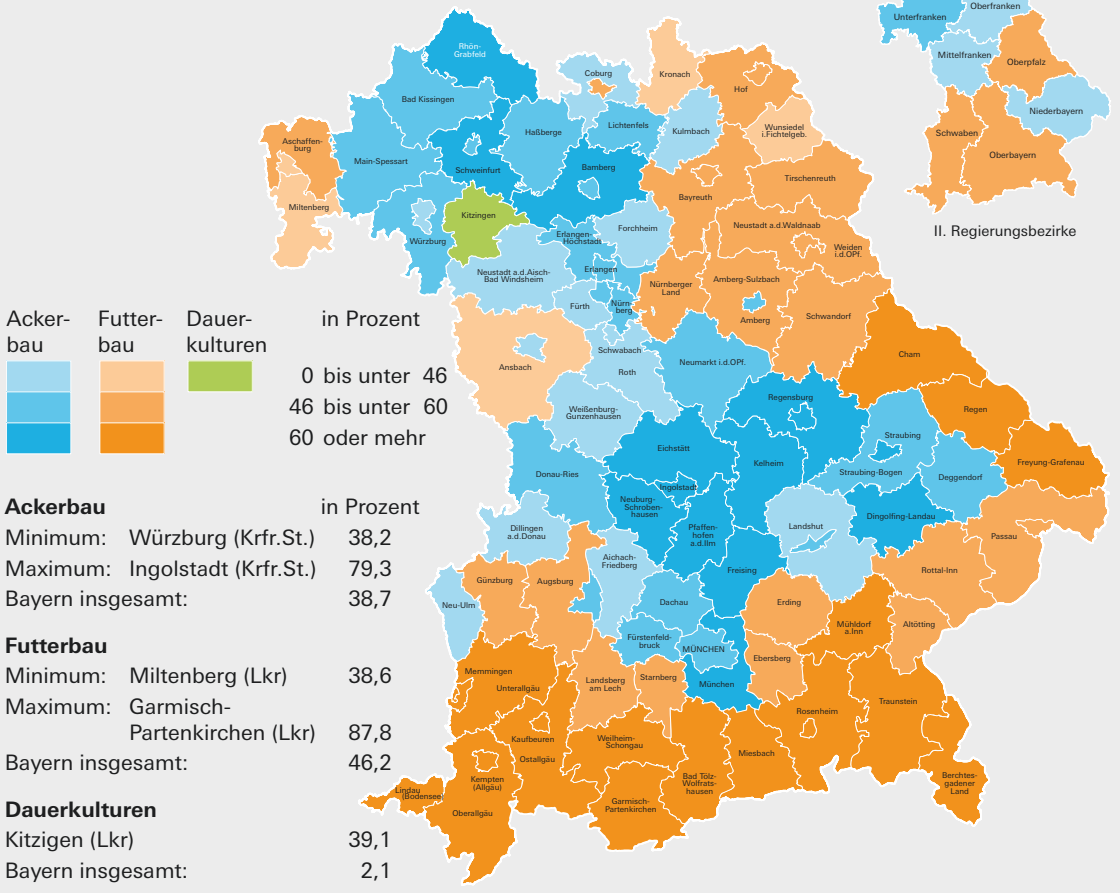 Acker-
bau
Futter-
bau
Dauer-
kulturen
in Prozent
0 bis unter 46
46 bis unter 60
60 oder mehr
Ackerbau in Prozent
Minimum: Würzburg (Krfr.St.) 38,2
Maximum: Ingolstadt (Krfr.St.) 79,3
Bayern insgesamt: 38,7
Futterbau
Minimum: Miltenberg (Lkr) 38,6
Maximum: Garmisch-
Partenkirchen (Lkr) 87,8
Bayern insgesamt: 46,2
Dauerkulturen
Kitzigen (Lkr) 39,1
Bayern insgesamt: 2,1
Unterfranken
Oberfranken
Mittelfranken
Oberpfalz
Niederbayern
Schwaben
Oberbayern
II. Regierungsbezirke
Rhön-
Grabfeld
Bad Kissingen
Coburg
Kronach
Hof
Wunsiedel
i.Fichtelgeb.
Aschaffen-
burg
Main-Spessart
Haßberge
Lichtenfels
Kulmbach
Schweinfurt
Bamberg
Tirschenreuth
Miltenberg
Bayreuth
Kitzingen
Würzburg
Erlangen-
Höchstadt
Forchheim
Neustadt a.d.Waldnaab
Weiden
i.d.OPf.
Neustadt a.d.Aisch-
Bad Windsheim
Erlangen
Fürth
Nürn-
berg
Nürnberger
Land
Amberg-Sulzbach
Amberg
Schwandorf
Ansbach
Schwabach
Roth
Neumarkt i.d.OPf.
Cham
Weißenburg-
Gunzenhausen
Regensburg
Regen
Eichstätt
Kelheim
Straubing
Straubing-Bogen
Freyung-Grafenau
Donau-Ries
Ingolstadt
Neuburg-
Schroben-
hausen
Deggendorf
Dillingen
a.d.Donau
Pfaffen-
hofen
a.d.Ilm
Landshut
Dingolfing-Landau
Passau
Aichach-
Friedberg
Freising
Rottal-Inn
Neu-Ulm
Günzburg
Augsburg
Dachau
Erding
Mühldorf
a.Inn
Altötting
Fürstenfeld-
bruck
MÜNCHEN
Ebersberg
Memmingen
Unterallgäu
Landsberg
am Lech
Starnberg
München
Traunstein
Rosenheim
Kaufbeuren
Ostallgäu
Weilheim-
Schongau
Miesbach
Kempten
(Allgäu)
Bad Tölz-
Wolfrats-
hausen
Berchtes-
gadener
Land
Lindau
(Bodensee)
Oberallgäu
Garmisch-
Partenkirchen